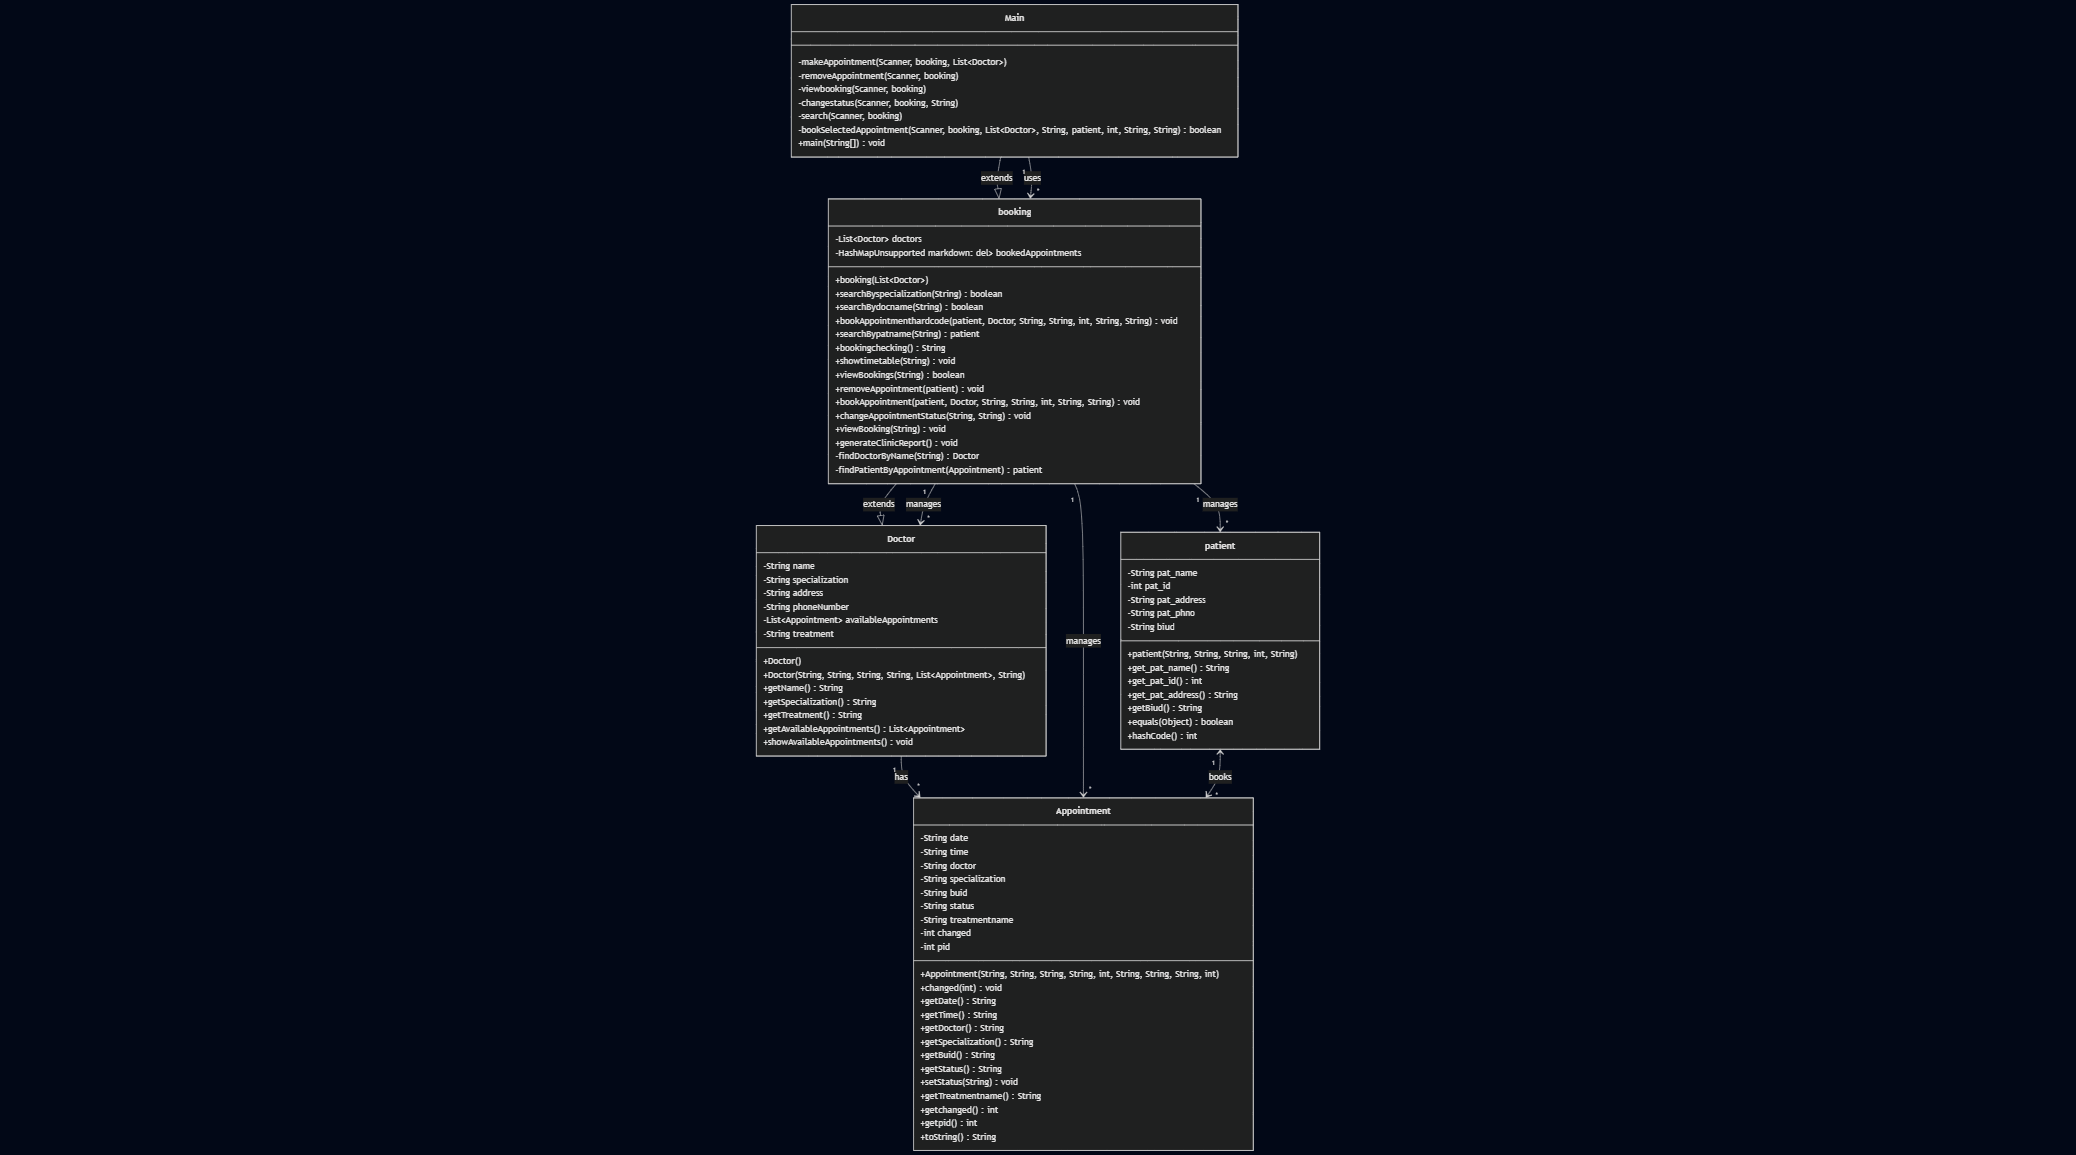 Main
-makeAppointment(Scanner, booking, List<Doctor>)
-removeAppointment(Scanner, booking)
-viewbooking(Scanner, booking)
-changestatus(Scanner, booking, String)
-search(Scanner, booking)
-bookSelectedAppointment(Scanner, booking, List<Doctor>, String, patient, int, String, String) : boolean
+main(String[]) : void
extends
1
uses
*
booking
-List<Doctor> doctors
-HashMapUnsupported markdown: del> bookedAppointments
+booking(List<Doctor>)
+searchByspecialization(String) : boolean
+searchBydocname(String) : boolean
+bookAppointmenthardcode(patient, Doctor, String, String, int, String, String) : void
+searchBypatname(String) : patient
+bookingchecking() : String
+showtimetable(String) : void
+viewBookings(String) : boolean
+removeAppointment(patient) : void
+bookAppointment(patient, Doctor, String, String, int, String, String) : void
+changeAppointmentStatus(String, String) : void
+viewBooking(String) : void
+generateClinicReport() : void
-findDoctorByName(String) : Doctor
-findPatientByAppointment(Appointment) : patient
extends
1
manages
*
1
manages
*
1
manages
*
Doctor
-String name
-String specialization
-String address
-String phoneNumber
-List<Appointment> availableAppointments
-String treatment
+Doctor()
+Doctor(String, String, String, String, List<Appointment>, String)
+getName() : String
+getSpecialization() : String
+getTreatment() : String
+getAvailableAppointments() : List<Appointment>
+showAvailableAppointments() : void
patient
-String pat_name
-int pat_id
-String pat_address
-String pat_phno
-String biud
+patient(String, String, String, int, String)
+get_pat_name() : String
+get_pat_id() : int
+get_pat_address() : String
+getBiud() : String
+equals(Object) : boolean
+hashCode() : int
1
has
*
1
books
*
Appointment
-String date
-String time
-String doctor
-String specialization
-String buid
-String status
-String treatmentname
-int changed
-int pid
+Appointment(String, String, String, String, int, String, String, String, int)
+changed(int) : void
+getDate() : String
+getTime() : String
+getDoctor() : String
+getSpecialization() : String
+getBuid() : String
+getStatus() : String
+setStatus(String) : void
+getTreatmentname() : String
+getchanged() : int
+getpid() : int
+toString() : String